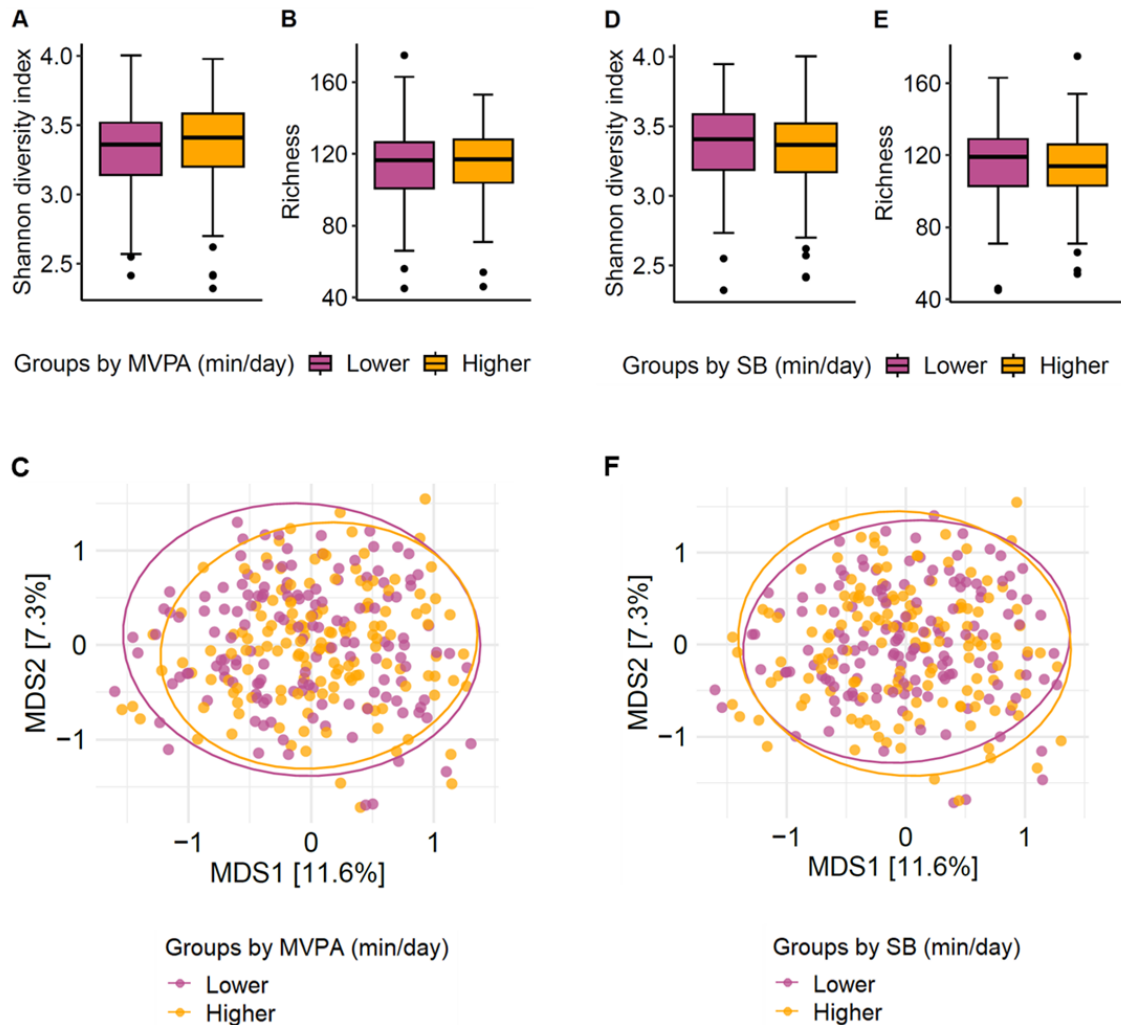 A
Shannon diversity index
4.0
3.5
3.0
2.5
B
Richness
160
120
80
40
Groups by MVPA (min/day) Lower Higher
D
Shannon diversity index
4.0
3.5
3.0
2.5
E
Richness
160
120
80
40
Groups by SB (min/day) Lower Higher
C
MDS2 [7.3%]
1
0
−1
−1 0 1
MDS1 [11.6%]
Groups by MVPA (min/day)
Lower
Higher
F
MDS2 [7.3%]
1
0
−1
−1 0 1
MDS1 [11.6%]
Groups by SB (min/day)
Lower
Higher